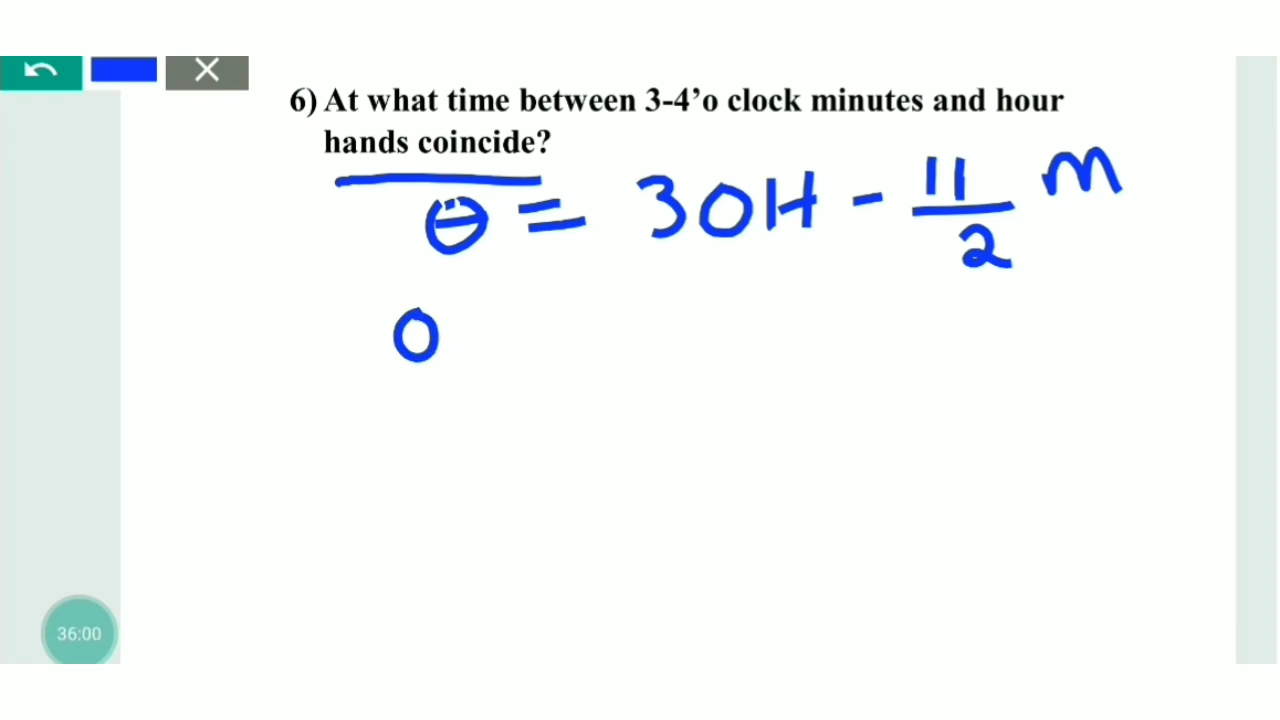 6) At what time between 3-4’o clock minutes and hour
hands coincide?
θ = 30H - 11/2 m
0
36:00